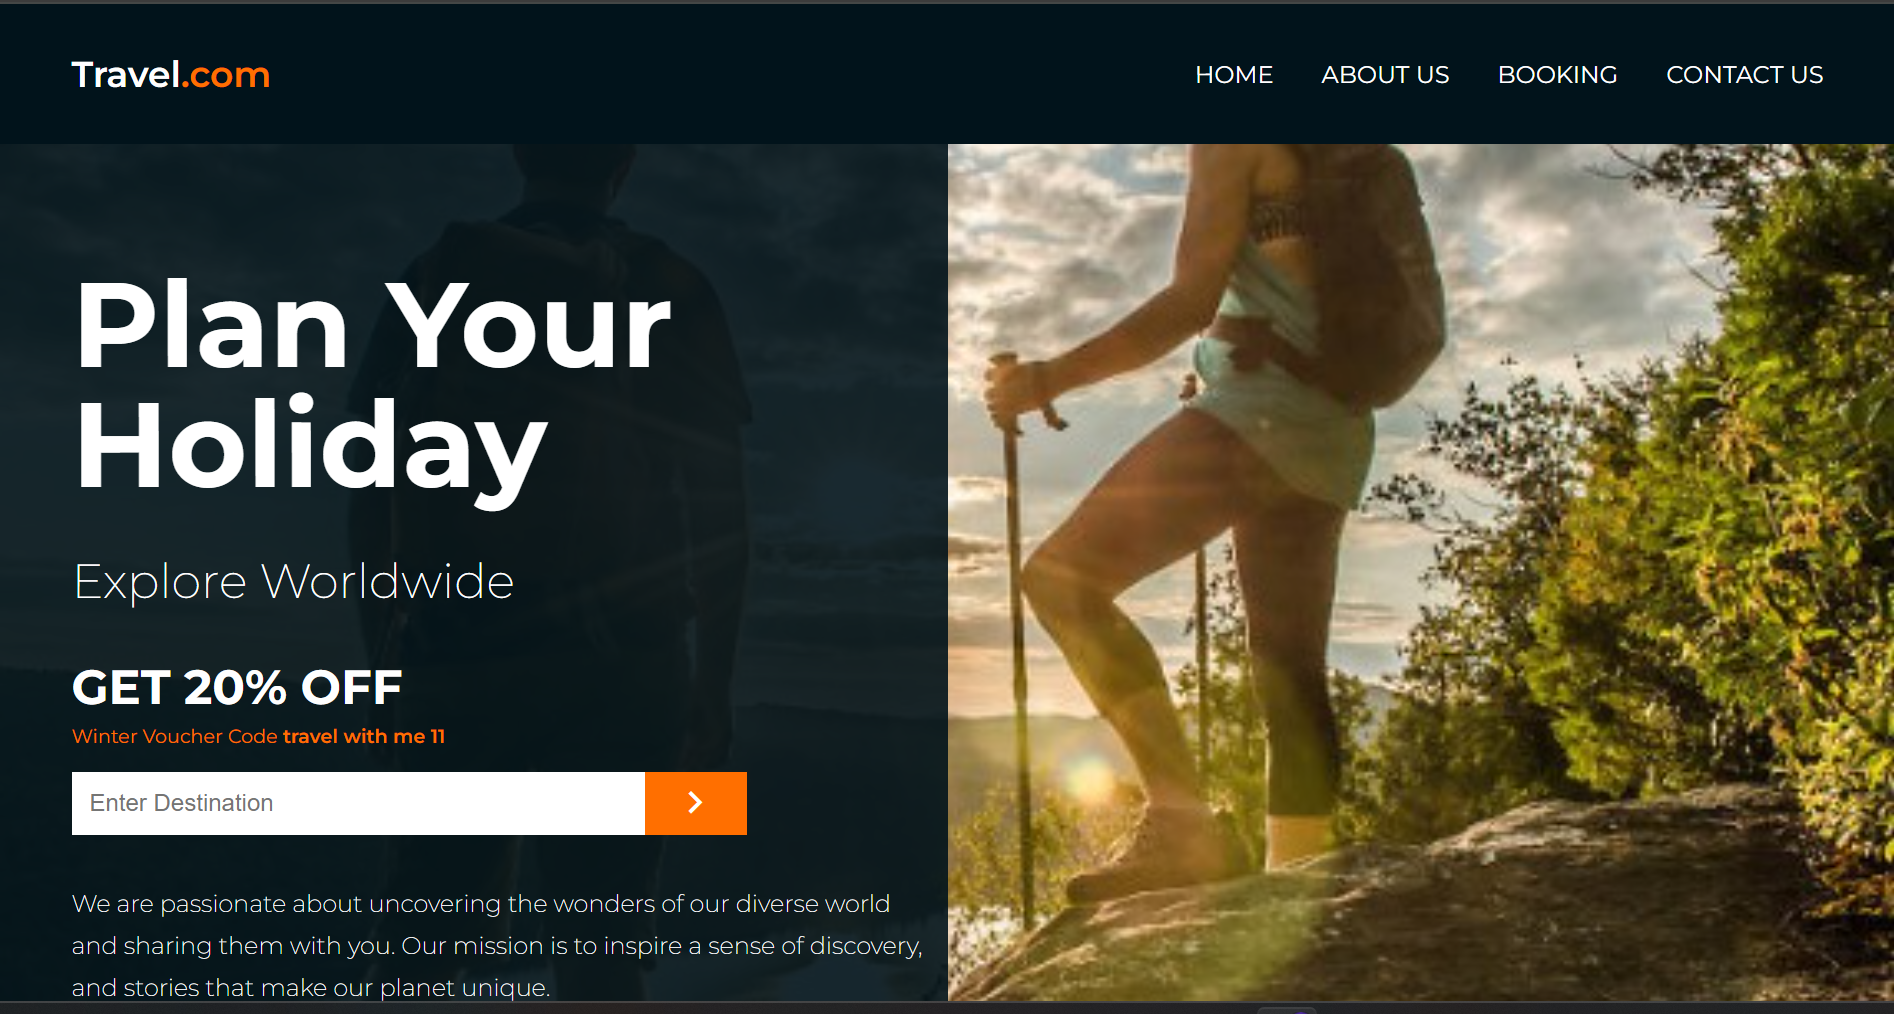 Travel.com
HOME ABOUT US BOOKING CONTACT US
Plan Your
Holiday
Explore Worldwide
GET 20% OFF
Winter Voucher Code travel with me 11
Enter Destination
We are passionate about uncovering the wonders of our diverse world
and sharing them with you. Our mission is to inspire a sense of discovery,
and stories that make our planet unique.